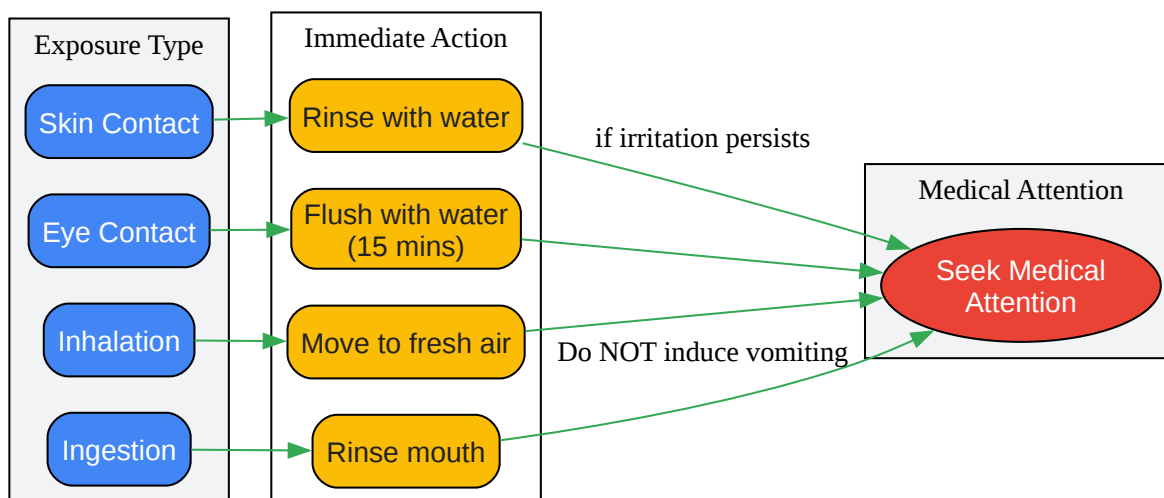 Exposure Type
Skin Contact
Eye Contact
Inhalation
Ingestion
Immediate Action
Rinse with water
Flush with water
(15 mins)
Move to fresh air
Rinse mouth
if irritation persists
Do NOT induce vomiting
Medical Attention
Seek Medical
Attention